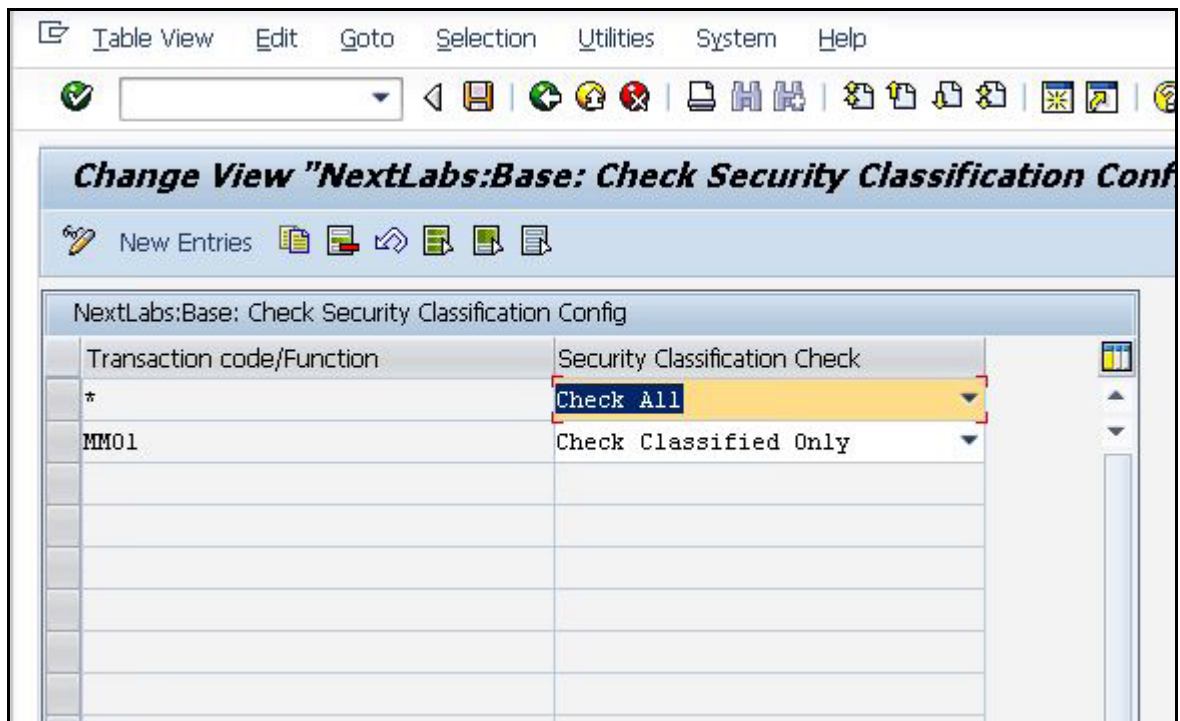 Table View Edit Goto Selection Utilities System Help
Change View "NextLabs:Base: Check Security Classification Conf
New Entries
NextLabs:Base: Check Security Classification Config
Transaction code/Function Security Classification Check
* Check All
MM01 Check Classified Only